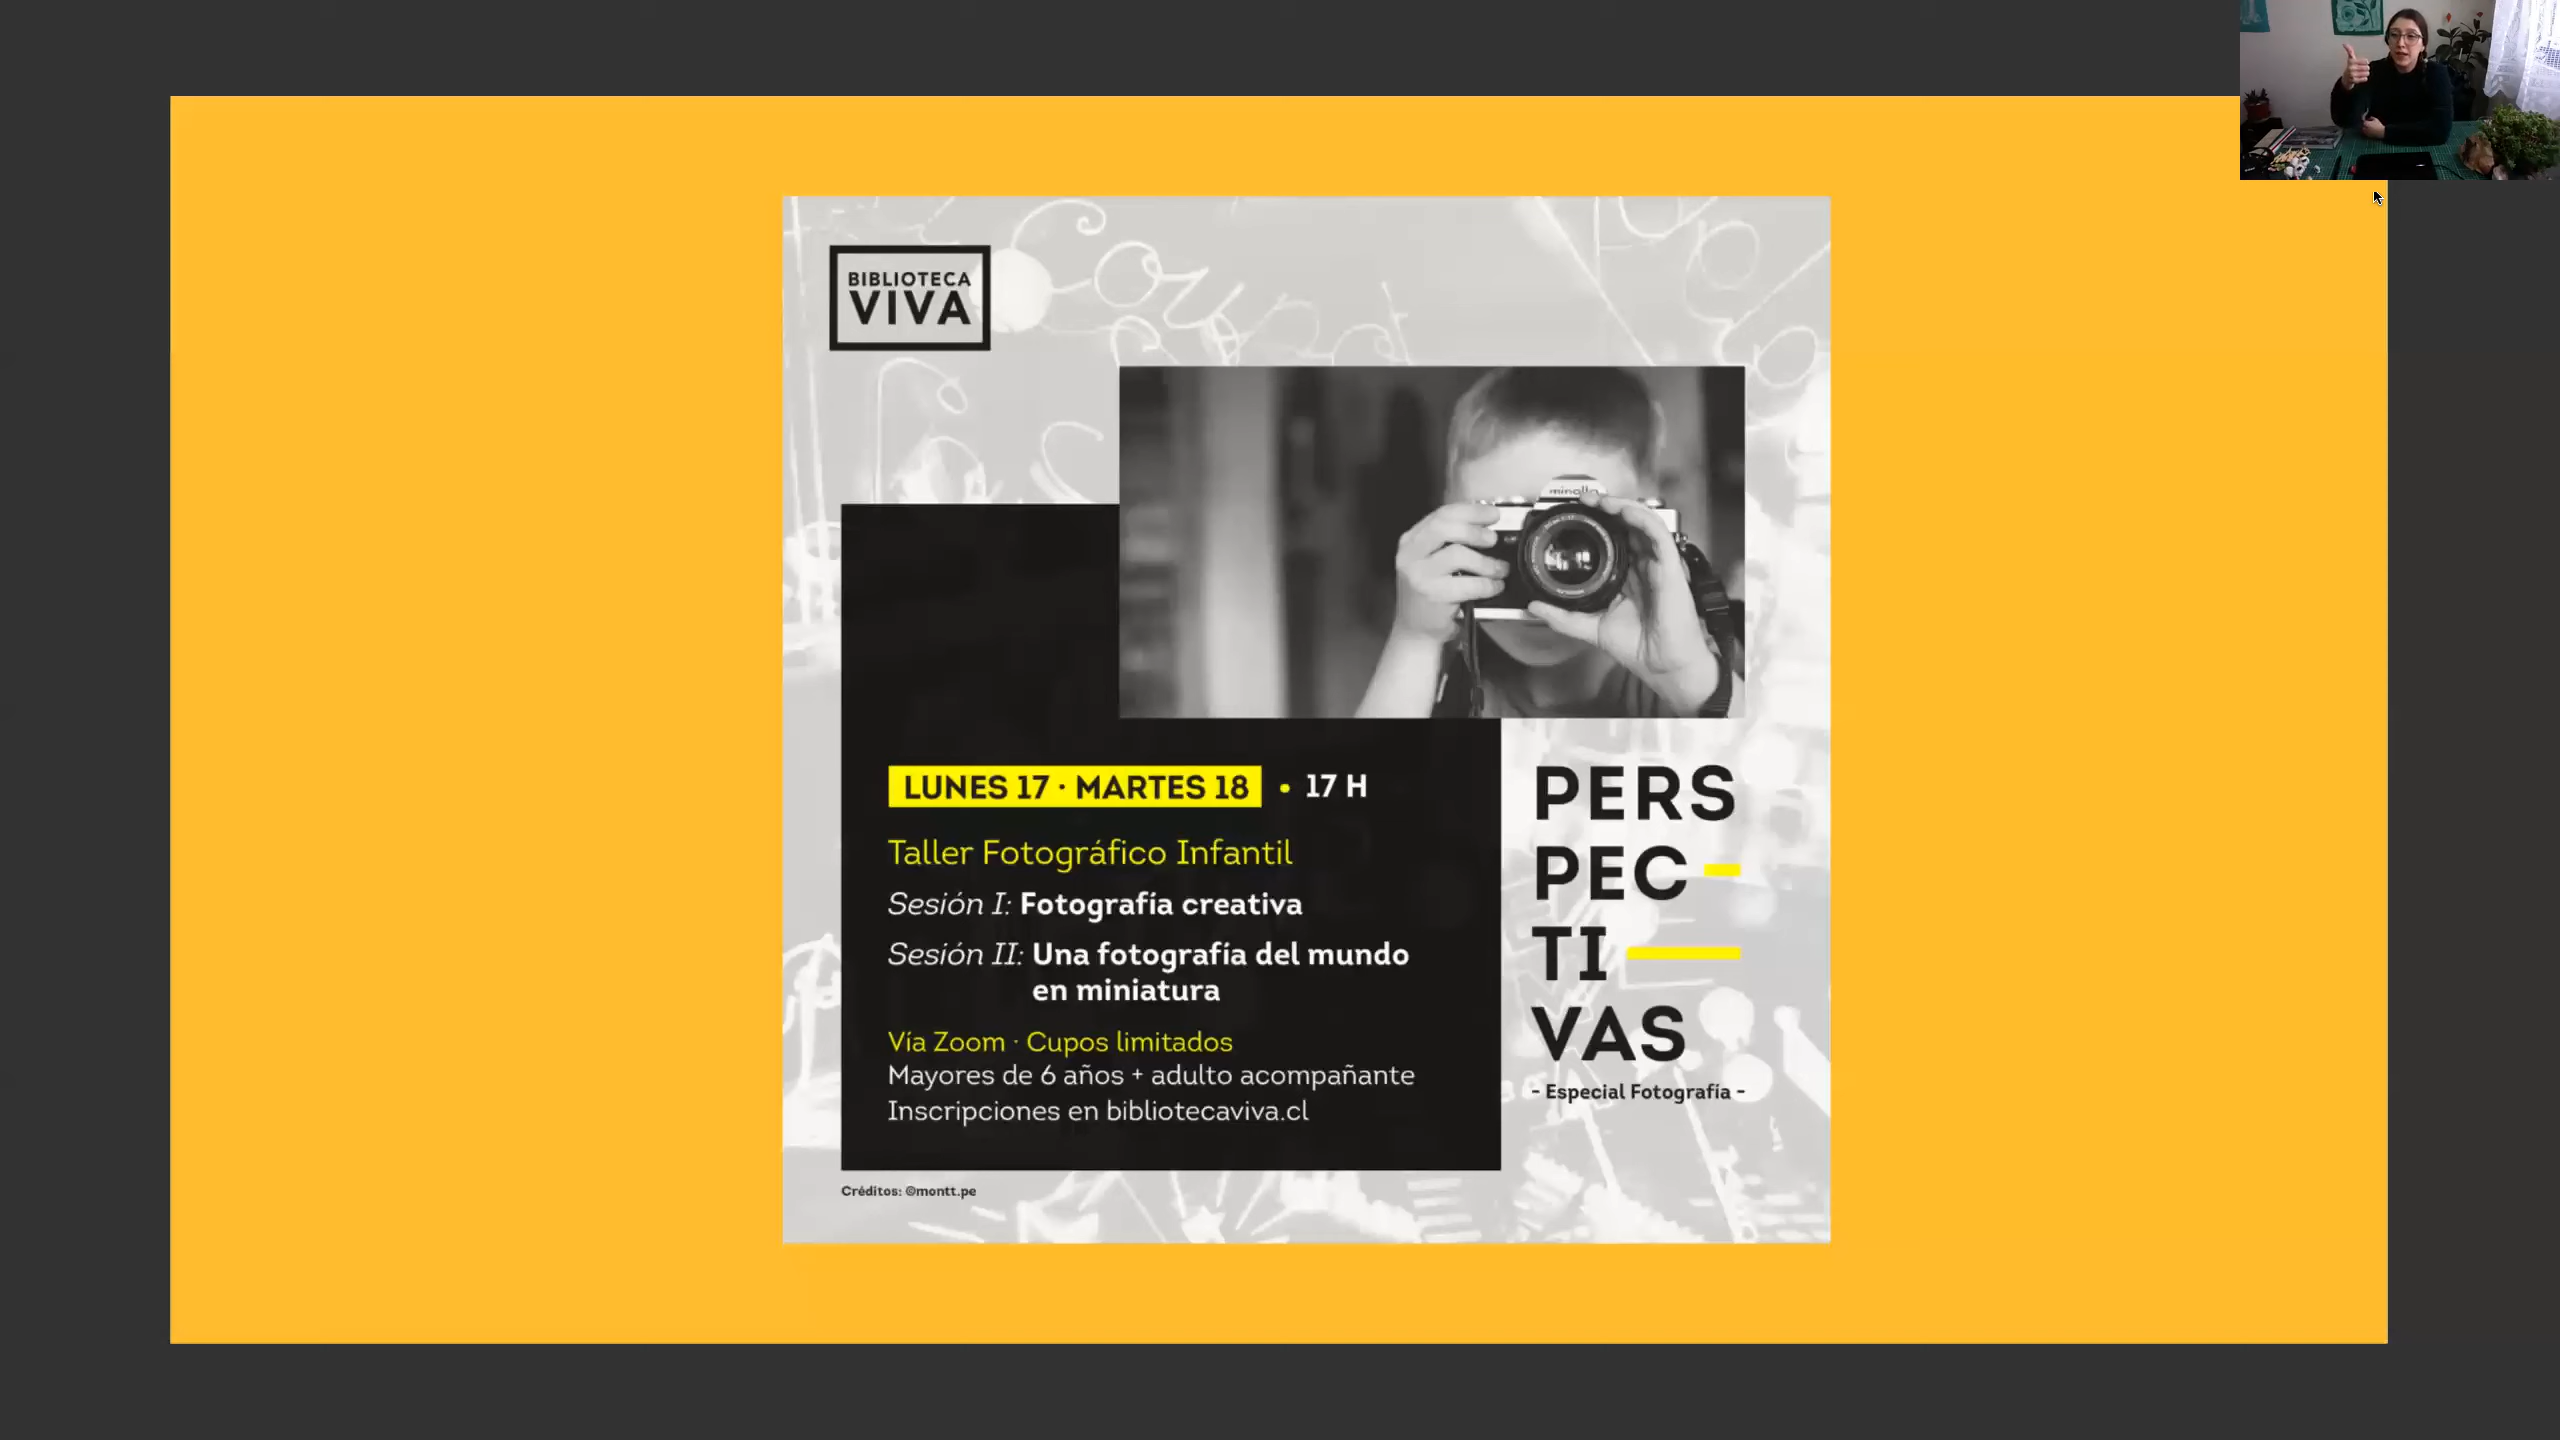 BIBLIOTECA
VIVA
minolta
LUNES 17 · MARTES 18 • 17 H
Taller Fotográfico Infantil
Sesión I: Fotografía creativa
Sesión II: Una fotografía del mundo
en miniatura
Vía Zoom · Cupos limitados
Mayores de 6 años + adulto acompañante
Inscripciones en bibliotecaviva.cl
PERS
PEC
TI
VAS
- Especial Fotografía -
Créditos: @montt.pe